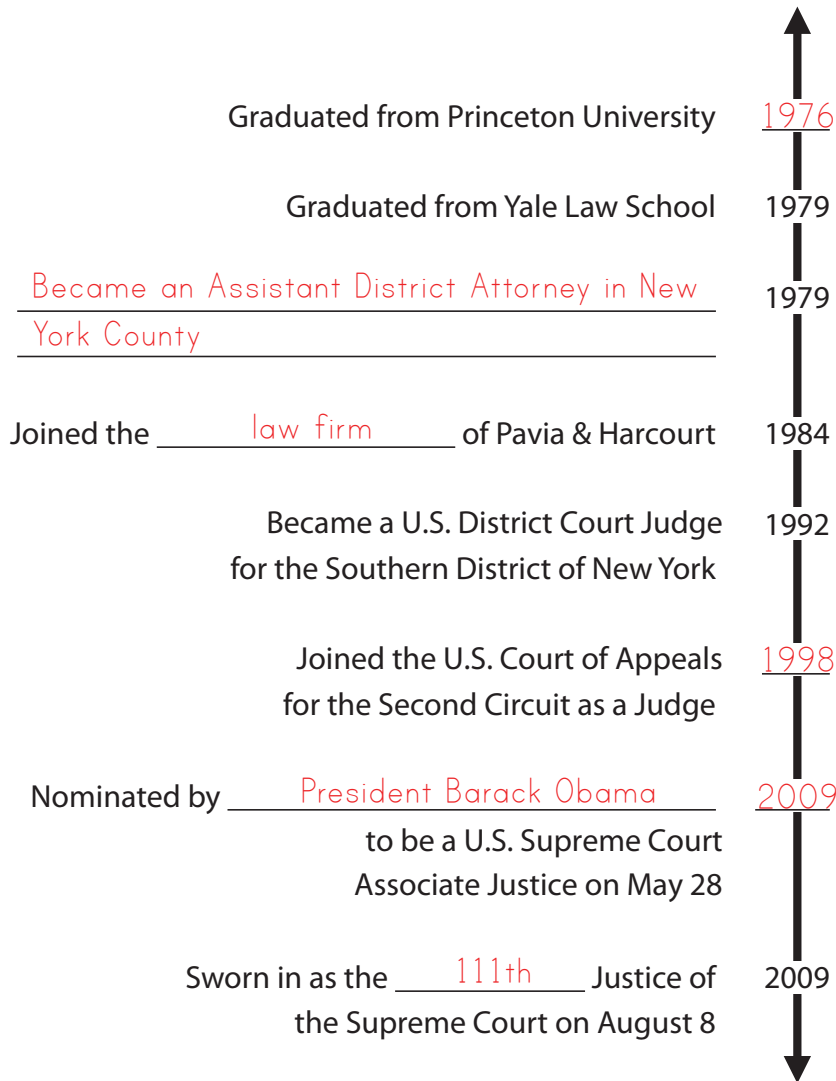 Graduated from Princeton University 1976
Graduated from Yale Law School 1979
Became an Assistant District Attorney in New 1979
York County
Joined the law firm of Pavia & Harcourt 1984
Became a U.S. District Court Judge 1992
for the Southern District of New York
Joined the U.S. Court of Appeals 1998
for the Second Circuit as a Judge
Nominated by President Barack Obama 2009
to be a U.S. Supreme Court
Associate Justice on May 28
Sworn in as the 111th Justice of 2009
the Supreme Court on August 8